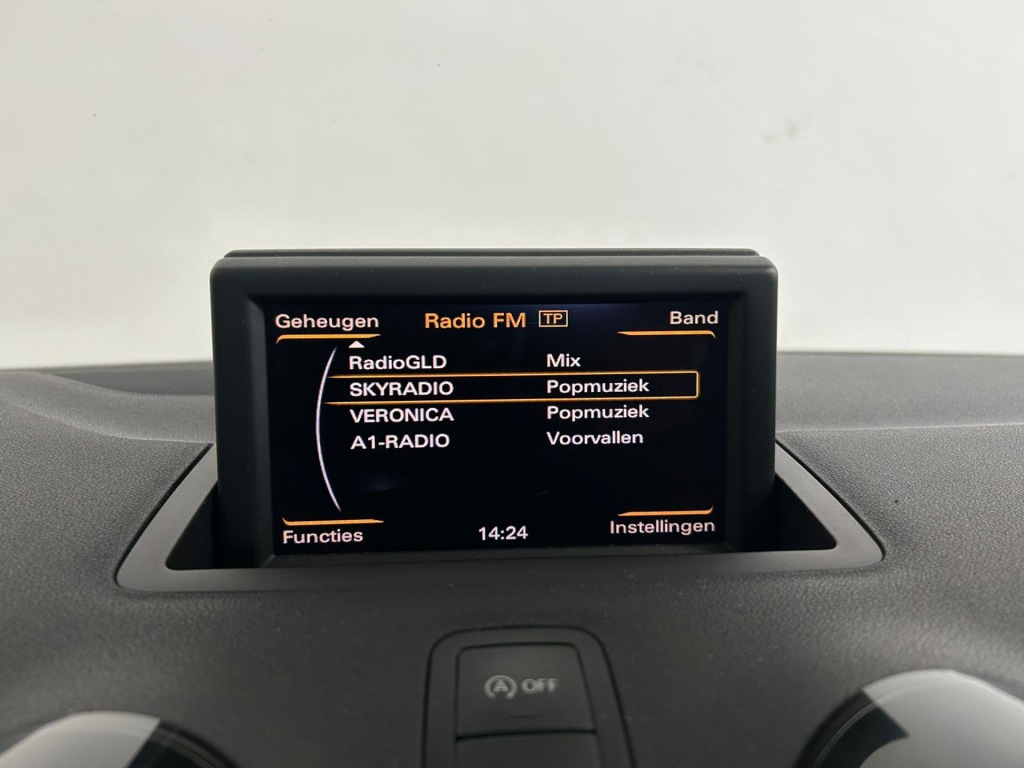 Geheugen Radio FM TP Band
RadioGLD Mix
SKYRADIO Popmuziek
VERONICA Popmuziek
A1-RADIO Voorvallen
Functies 14:24 Instellingen
A OFF